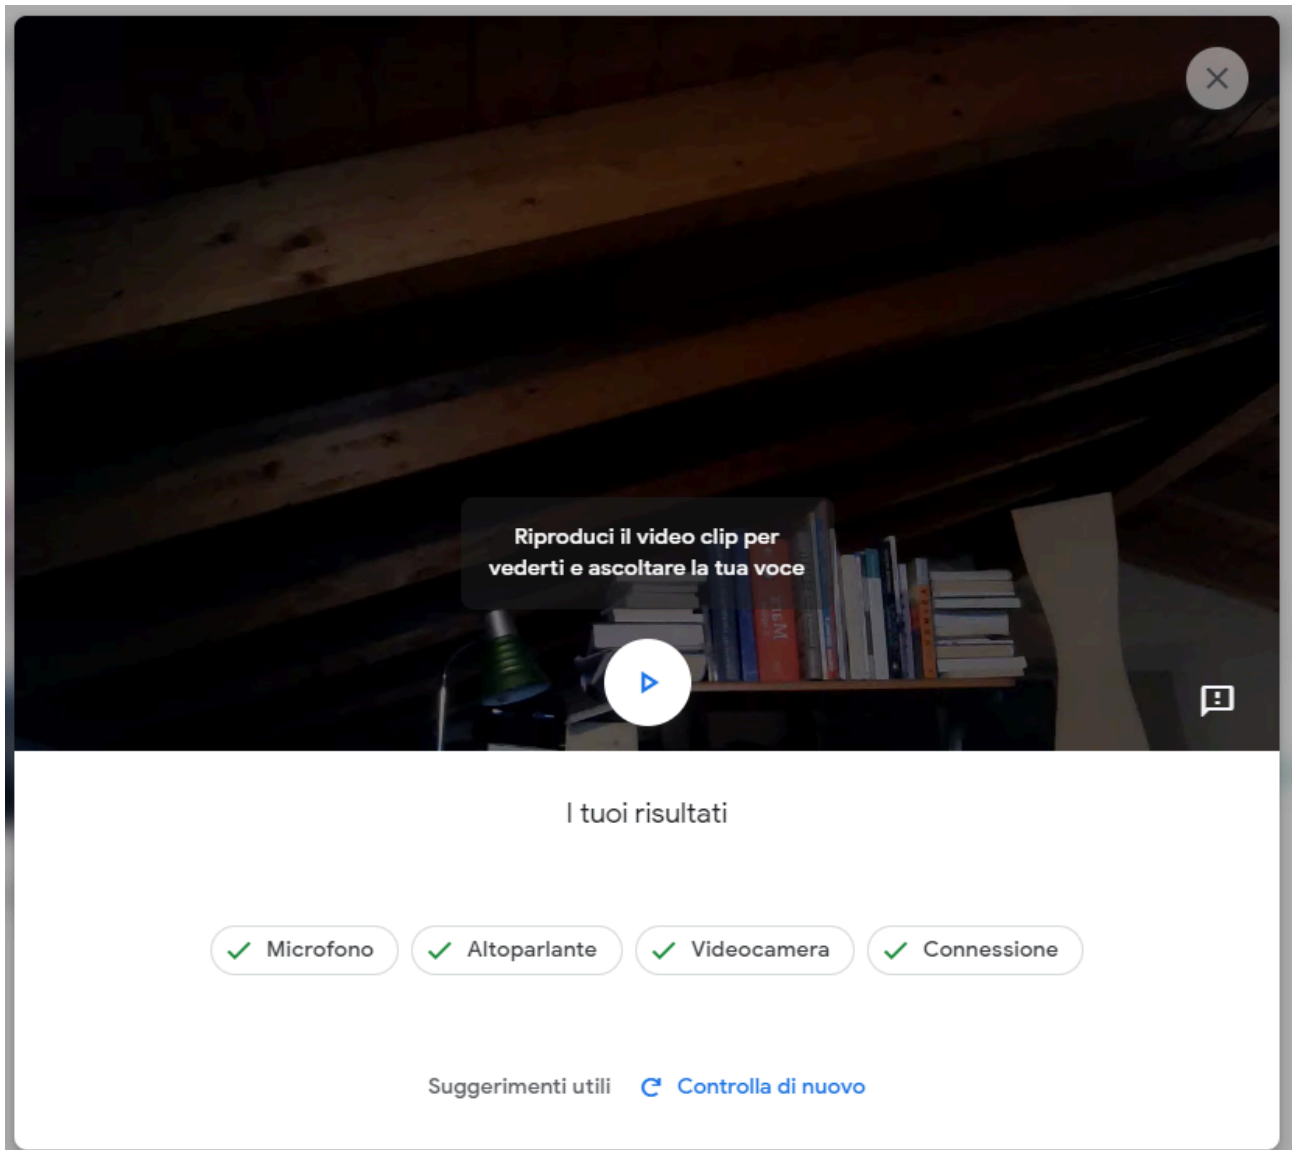 Riproduci il video clip per
vederti e ascoltare la tua voce
I tuoi risultati
Microfono
Altoparlante
Videocamera
Connessione
Suggerimenti utili
Controlla di nuovo